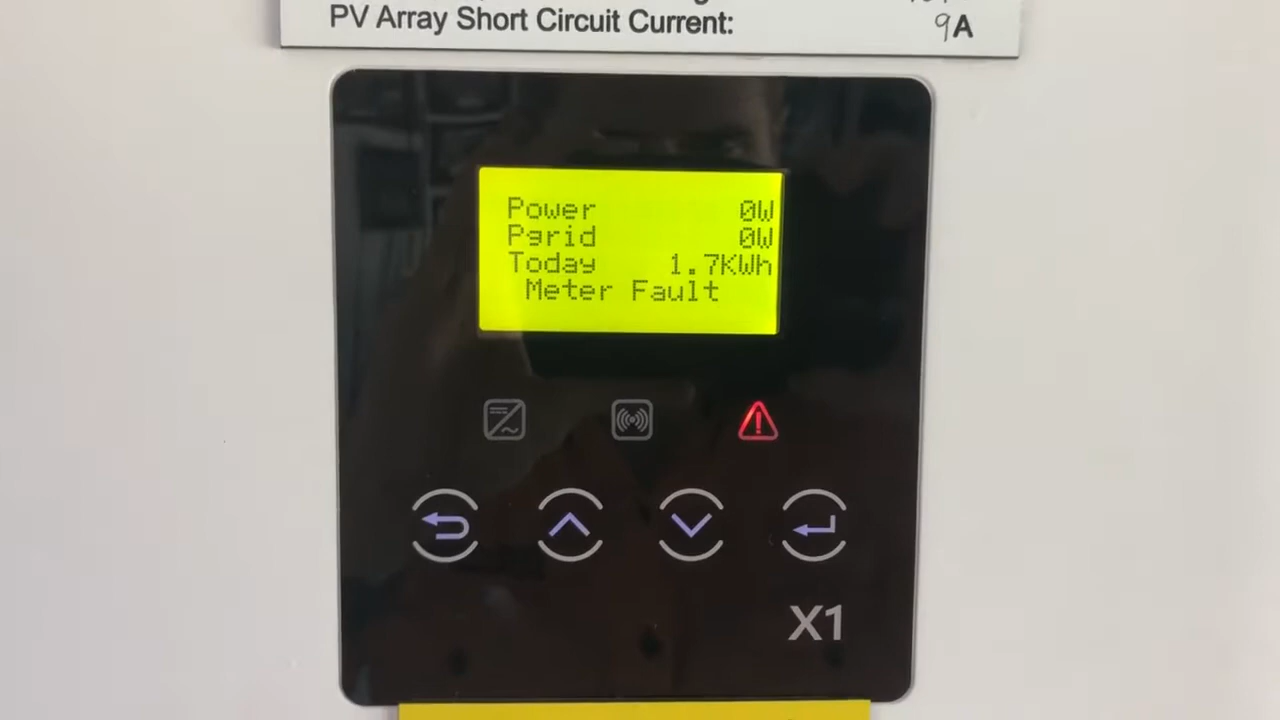 PV Array Short Circuit Current: 9A
Power 0W
Pgrid 0W
Today 1.7KWh
Meter Fault
X1